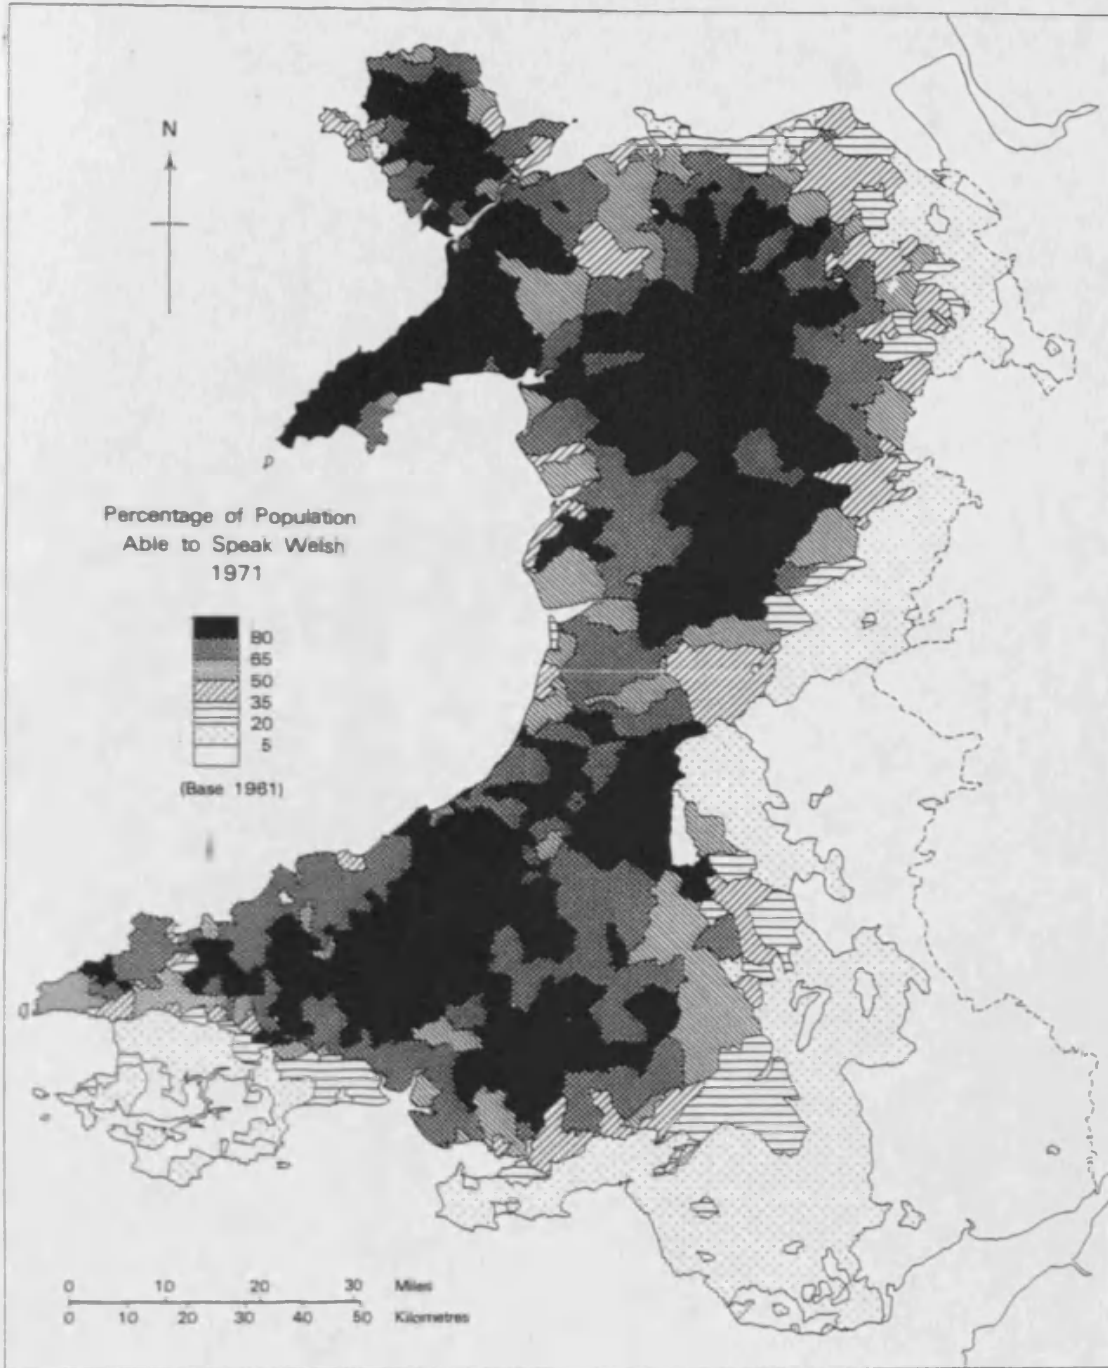 N
Percentage of Population
Able to Speak Welsh
1971
80
65
50
35
20
5
(Base 1961)
0 10 20 30 Miles
0 10 20 30 40 50 Kilometres